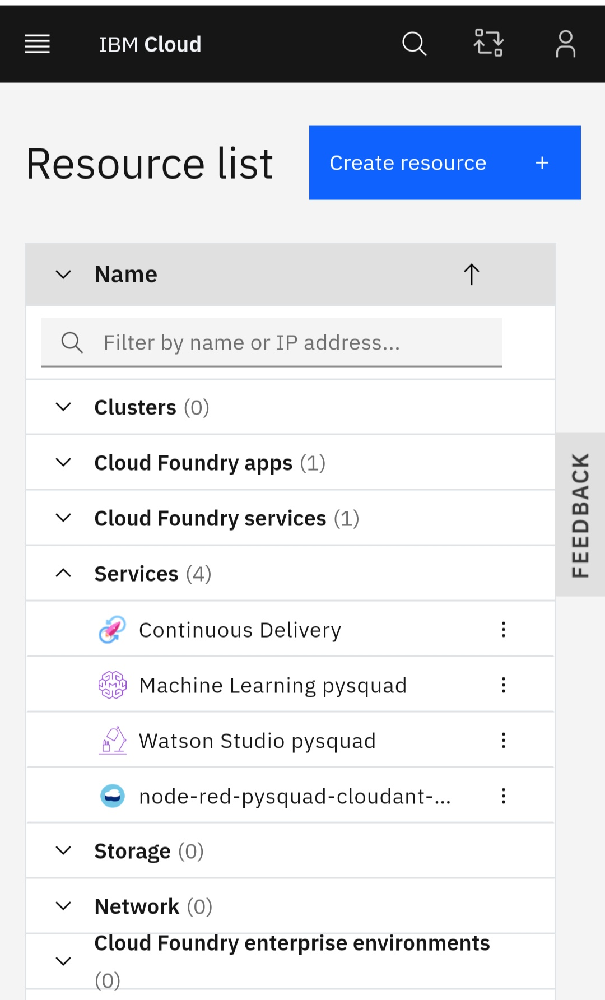 IBM Cloud
Resource list
Create resource +
Name
Filter by name or IP address...
Clusters (0)
Cloud Foundry apps (1)
Cloud Foundry services (1)
FEEDBACK
Services (4)
Continuous Delivery
Machine Learning pysquad
Watson Studio pysquad
node-red-pysquad-cloudant-...
Storage (0)
Network (0)
Cloud Foundry enterprise environments
(0)